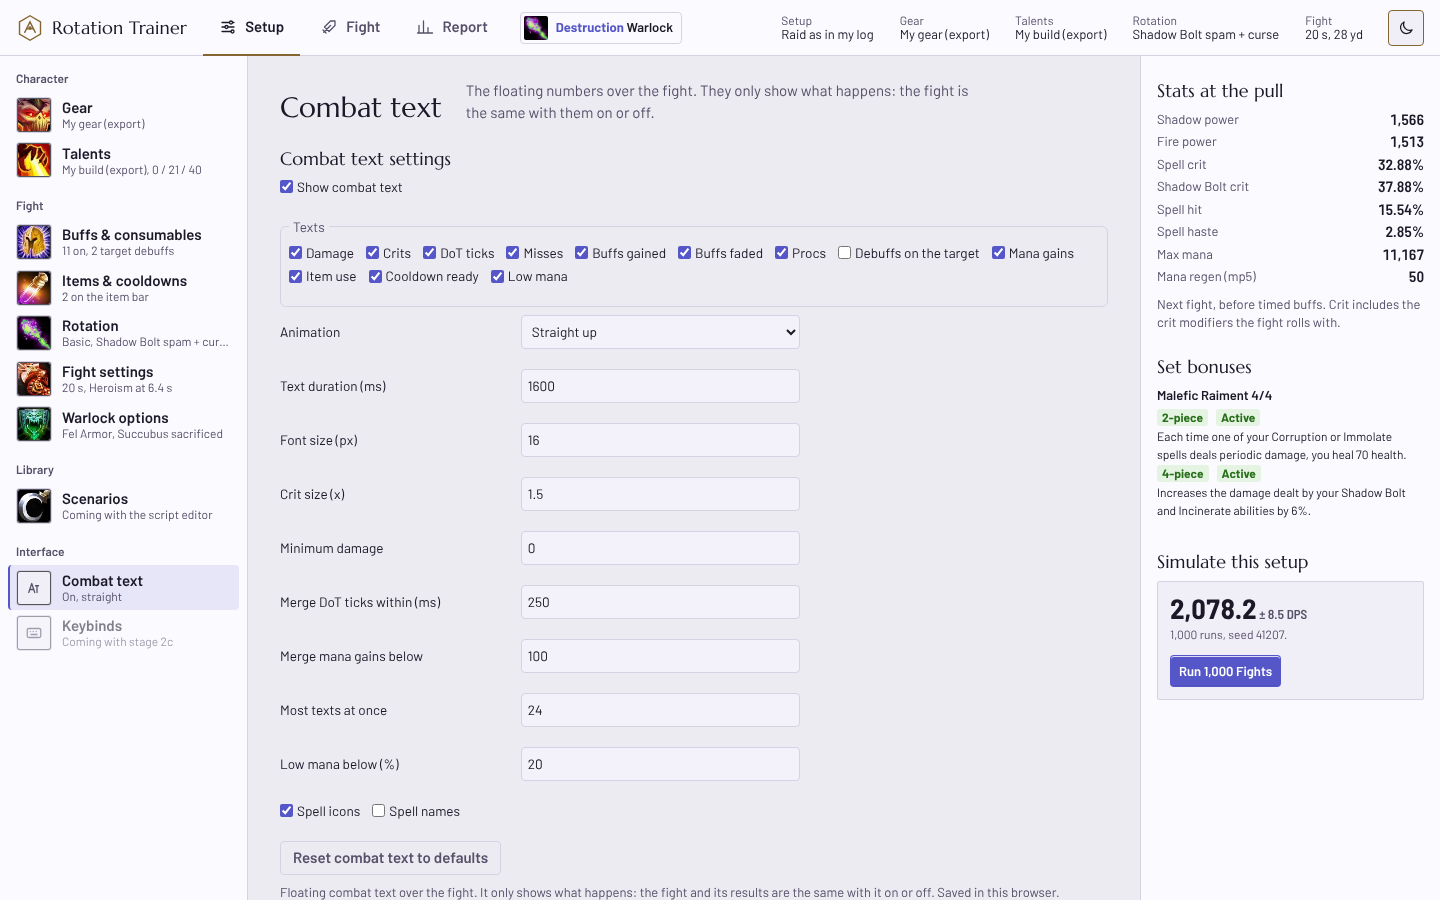 Rotation Trainer
Setup
Fight
Report
Destruction Warlock
Setup
Raid as in my log
Gear
My gear (export)
Talents
My build (export)
Rotation
Shadow Bolt spam + curse
Fight
20 s, 28 yd
Character
Gear
My gear (export)
Talents
My build (export), 0 / 21 / 40
Fight
Buffs & consumables
11 on, 2 target debuffs
Items & cooldowns
2 on the item bar
Rotation
Basic, Shadow Bolt spam + cur...
Fight settings
20 s, Heroism at 6.4 s
Warlock options
Fel Armor, Succubus sacrificed
Library
Scenarios
Coming with the script editor
Interface
Combat text
On, straight
Keybinds
Coming with stage 2c
Combat text
The floating numbers over the fight. They only show what happens: the fight is
the same with them on or off.
Combat text settings
Show combat text
Texts
Damage Crits DoT ticks Misses Buffs gained Buffs faded Procs Debuffs on the target Mana gains
Item use Cooldown ready Low mana
Animation
Straight up
Text duration (ms)
1600
Font size (px)
16
Crit size (x)
1.5
Minimum damage
0
Merge DoT ticks within (ms)
250
Merge mana gains below
100
Most texts at once
24
Low mana below (%)
20
Spell icons Spell names
Reset combat text to defaults
Floating combat text over the fight. It only shows what happens: the fight and its results are the same with it on or off. Saved in this browser.
Stats at the pull
Shadow power 1,566
Fire power 1,513
Spell crit 32.88%
Shadow Bolt crit 37.88%
Spell hit 15.54%
Spell haste 2.85%
Max mana 11,167
Mana regen (mp5) 50
Next fight, before timed buffs. Crit includes the
crit modifiers the fight rolls with.
Set bonuses
Malefic Raiment 4/4
2-piece Active
Each time one of your Corruption or Immolate
spells deals periodic damage, you heal 70 health.
4-piece Active
Increases the damage dealt by your Shadow Bolt
and Incinerate abilities by 6%.
Simulate this setup
2,078.2 ± 8.5 DPS
1,000 runs, seed 41207.
Run 1,000 Fights